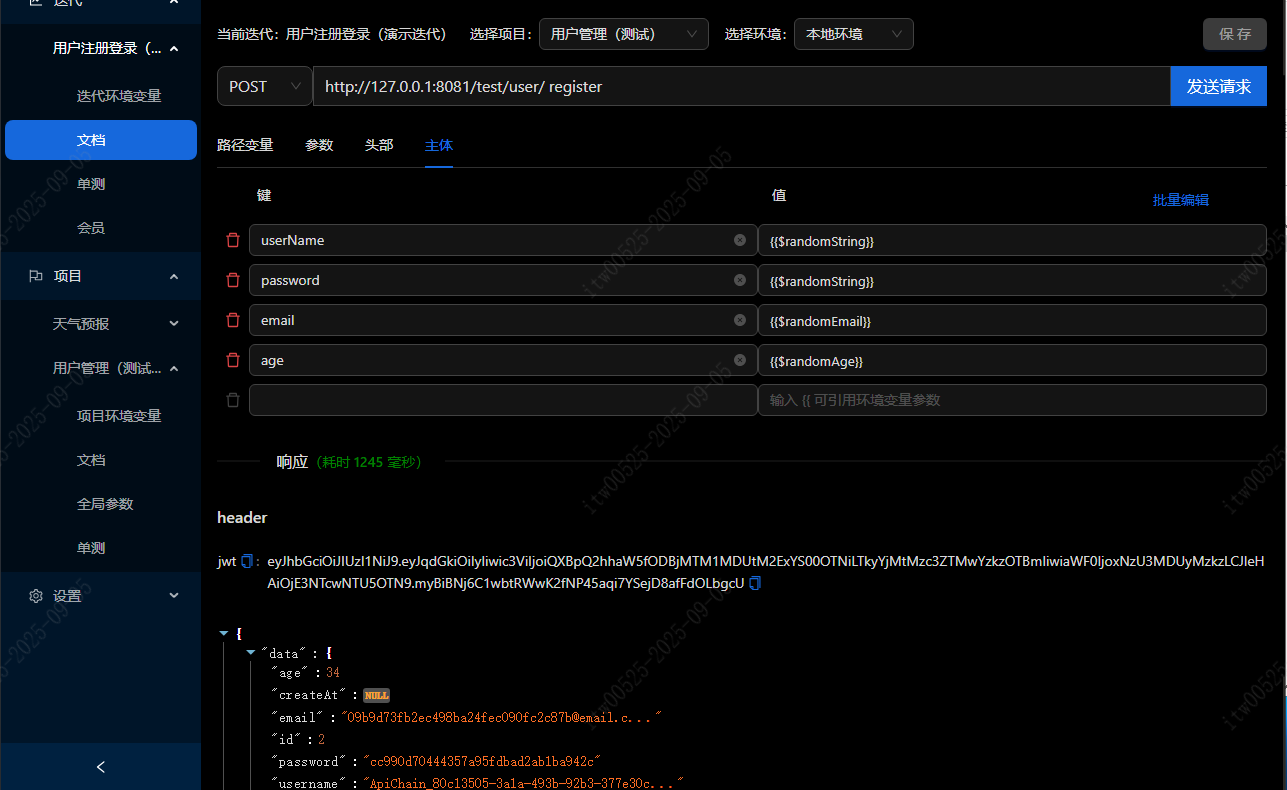 迭代
用户注册登录（...
迭代环境变量
文档
单测
会员
项目
天气预报
用户管理（测试...
项目环境变量
文档
全局参数
单测
设置
当前迭代: 用户注册登录（演示迭代） 选择项目: 用户管理（测试） 选择环境: 本地环境 保 存
POST http://127.0.0.1:8081/test/user/ register 发送请求
路径变量 参数 头部 主体
键 值 批量编辑
userName {{$randomString}}
password {{$randomString}}
email {{$randomEmail}}
age {{$randomAge}}
输入 {{ 可引用环境变量参数
响应 （耗时 1245 毫秒）
header
"data" : {
"age" : 34
"createAt" : NULL
"email" : "09b9d73fb2ec498ba24fec090fc2c87b@email.c..."
"id" : 2
"password" : "cc990d70444357a95fdbad2ab1ba942c"
"username" : "ApiChain_80c13505-3a1a-493b-92b3-377e30c..."
itw00525-2025-09-05